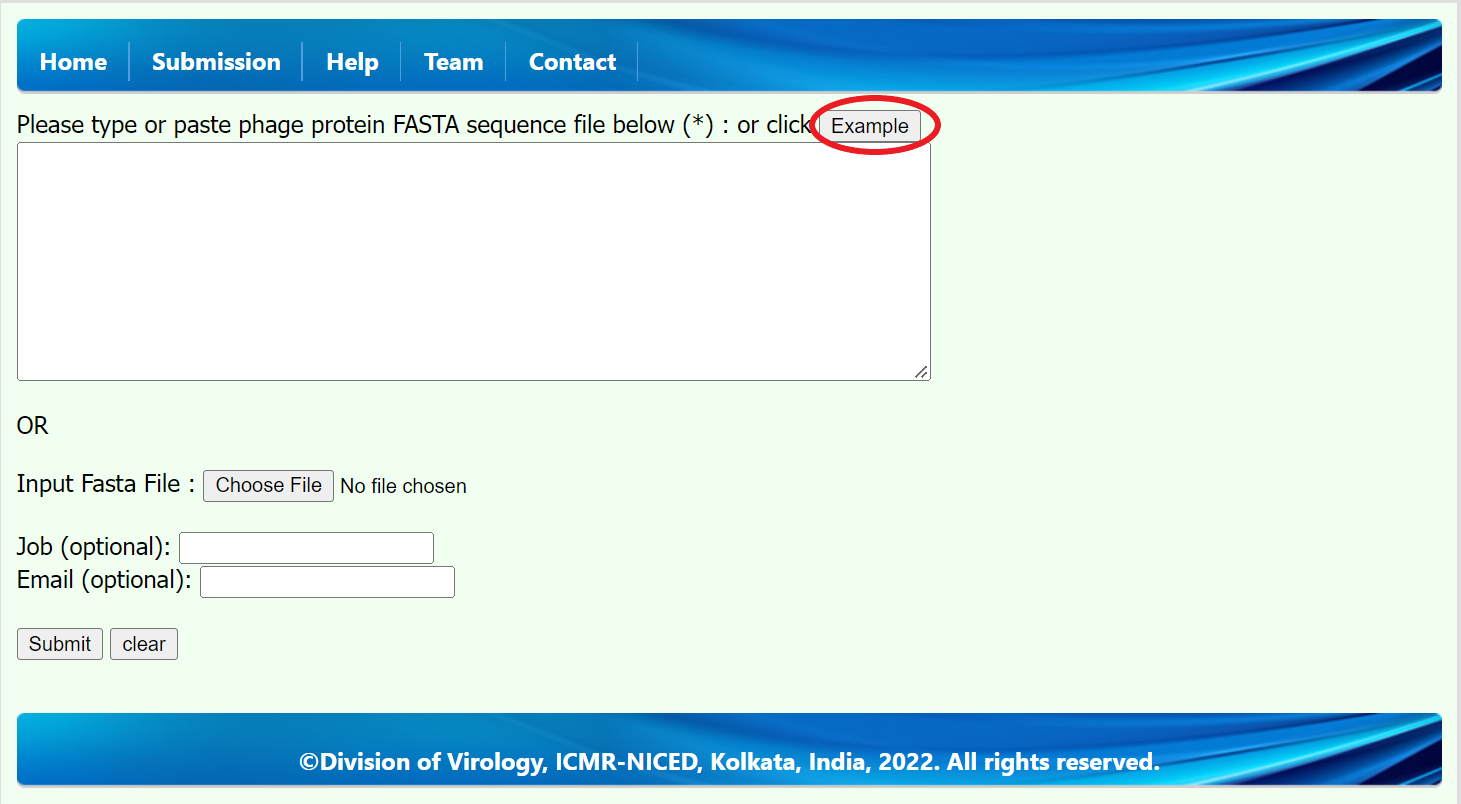 Home Submission Help Team Contact
Please type or paste phage protein FASTA sequence file below (*) : or click Example
OR
Input Fasta File : Choose File No file chosen
Job (optional):
Email (optional):
Submit clear
©Division of Virology, ICMR-NICED, Kolkata, India, 2022. All rights reserved.